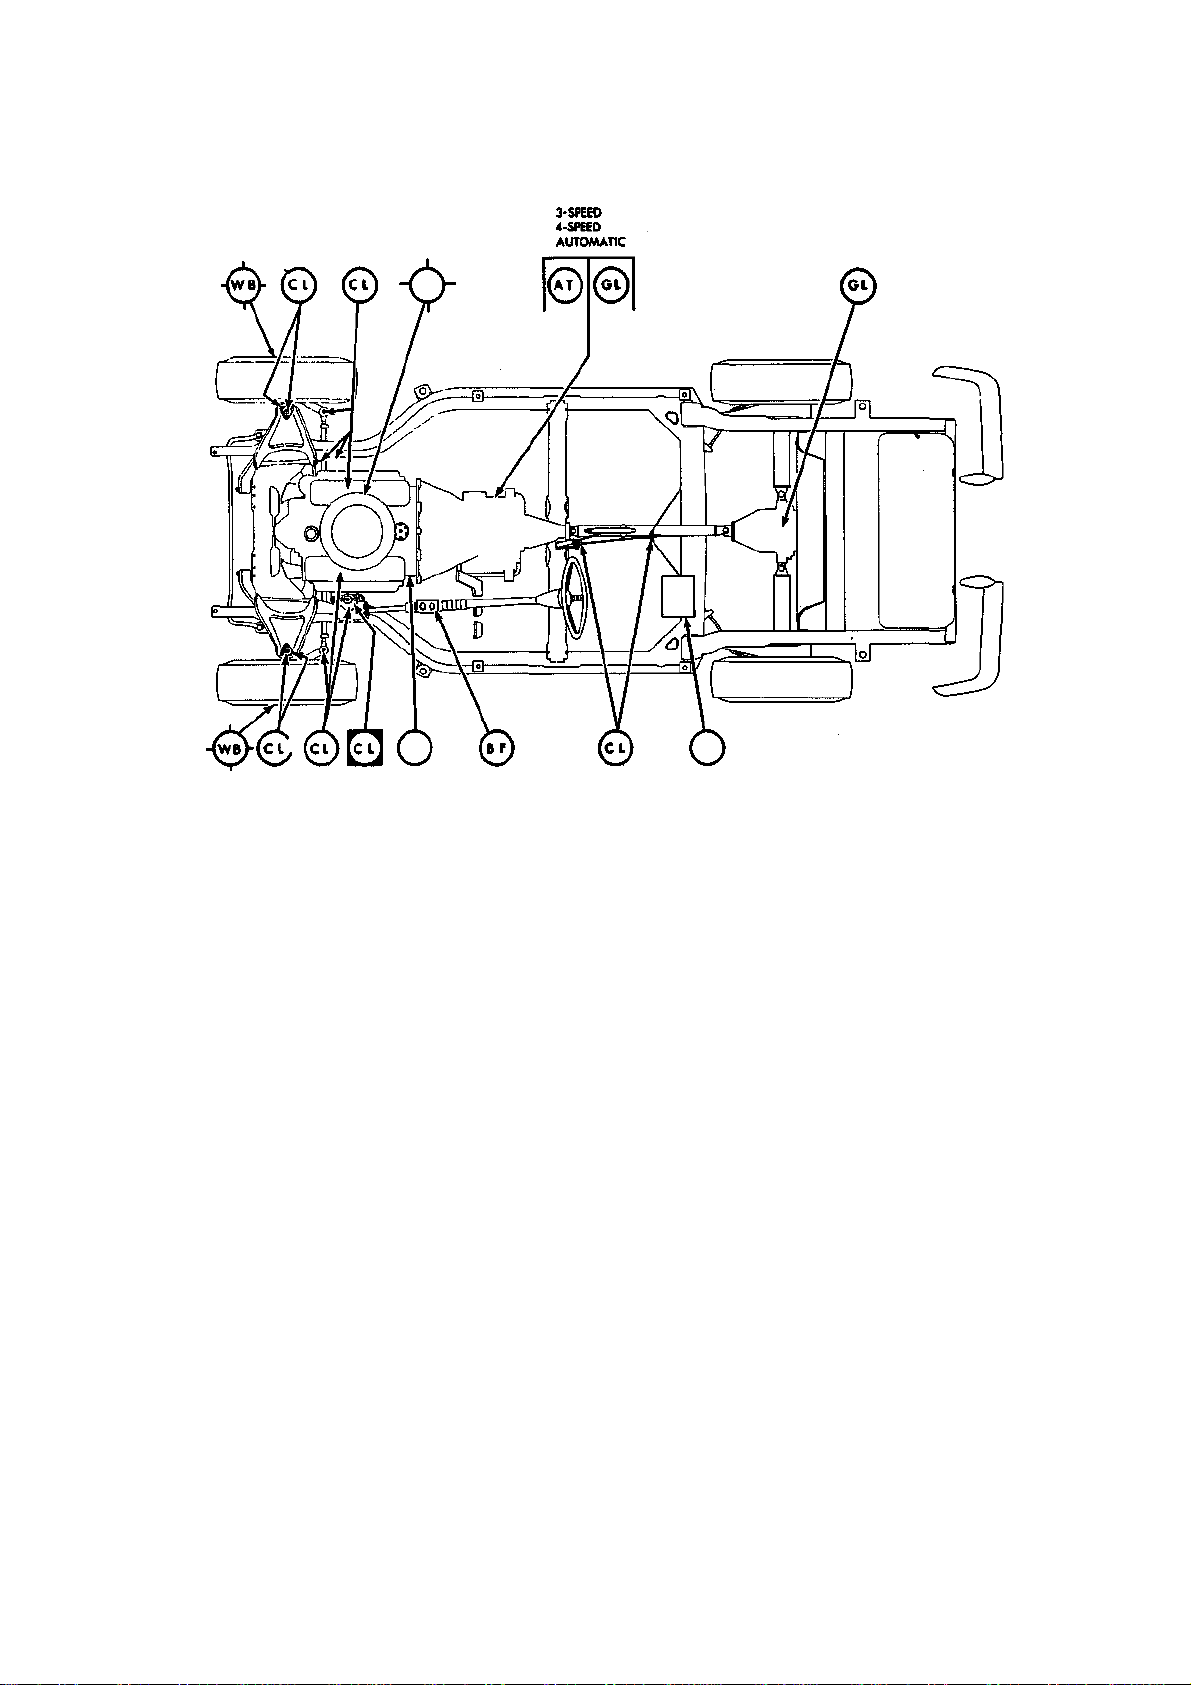 3-SPEED
4-SPEED
AUTOMATIC
WB CL CL AT GL GL
WB CL CL CL BF CL